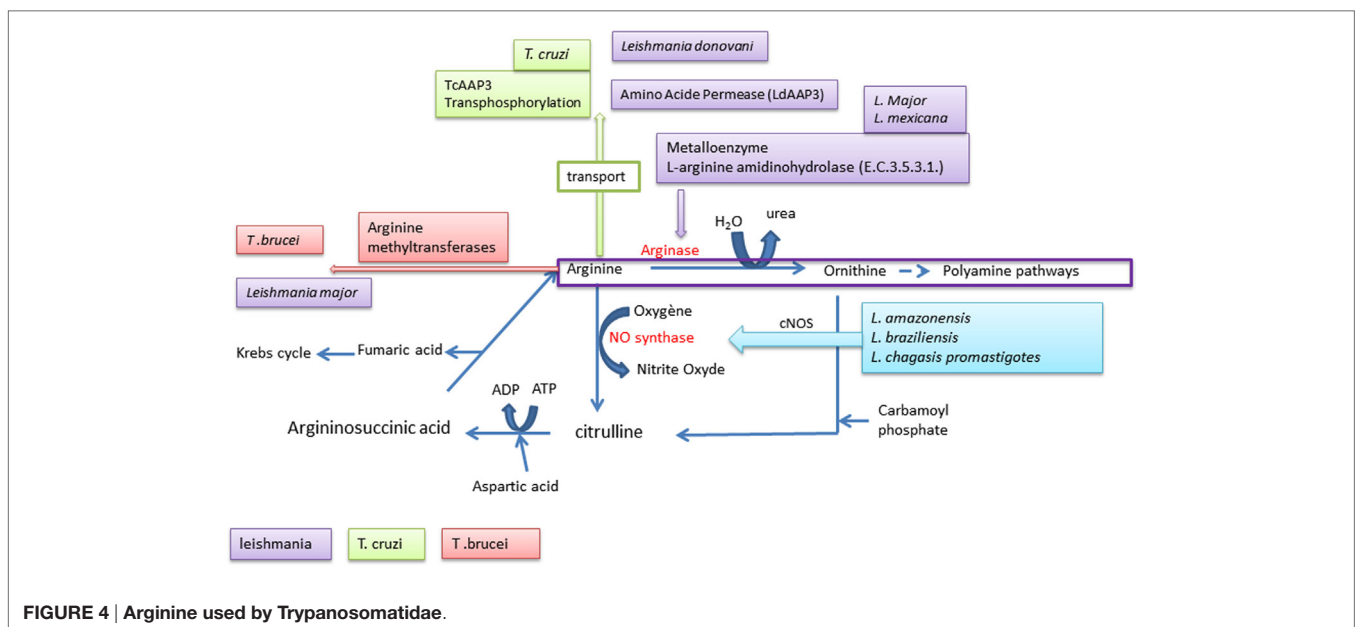 T. cruzi
Leishmania donovani
TcAAP3
Transphosphorylation
Amino Acide Permease (LdAAP3)
L. Major
L. mexicana
Metalloenzyme
L-arginine amidinohydrolase (E.C.3.5.3.1.)
transport
H₂O
urea
T.brucei
Arginine
methyltransferases
Arginase
Arginine
Ornithine
Polyamine pathways
Leishmania major
Oxygène
NO synthase
Nitrite Oxyde
cNOS
L. amazonensis
L. braziliensis
L. chagasis promastigotes
Krebs cycle
Fumaric acid
ADP
ATP
Argininosuccinic acid
citrulline
Carbamoyl
phosphate
Aspartic acid
leishmania
T. cruzi
T .brucei
FIGURE 4 | Arginine used by Trypanosomatidae.